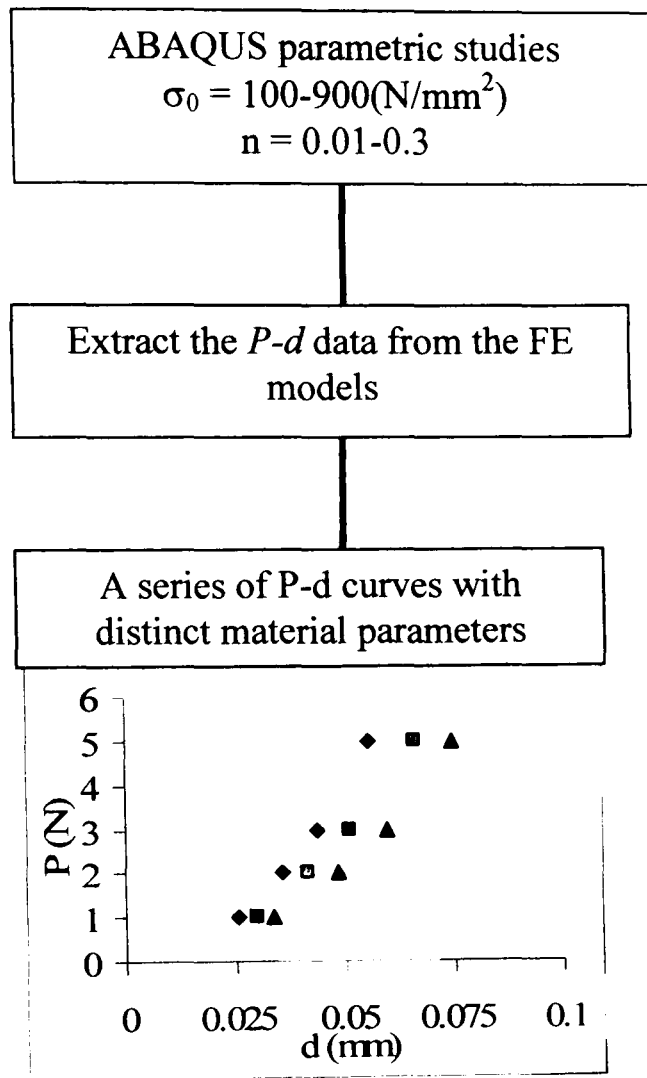 ABAQUS parametric studies
σ₀ = 100-900(N/mm²)
n = 0.01-0.3
Extract the P-d data from the FE
models
A series of P-d curves with
distinct material parameters
6
5
4
3
2
1
0
P (N)
0 0.025 0.05 0.075 0.1
d (mm)